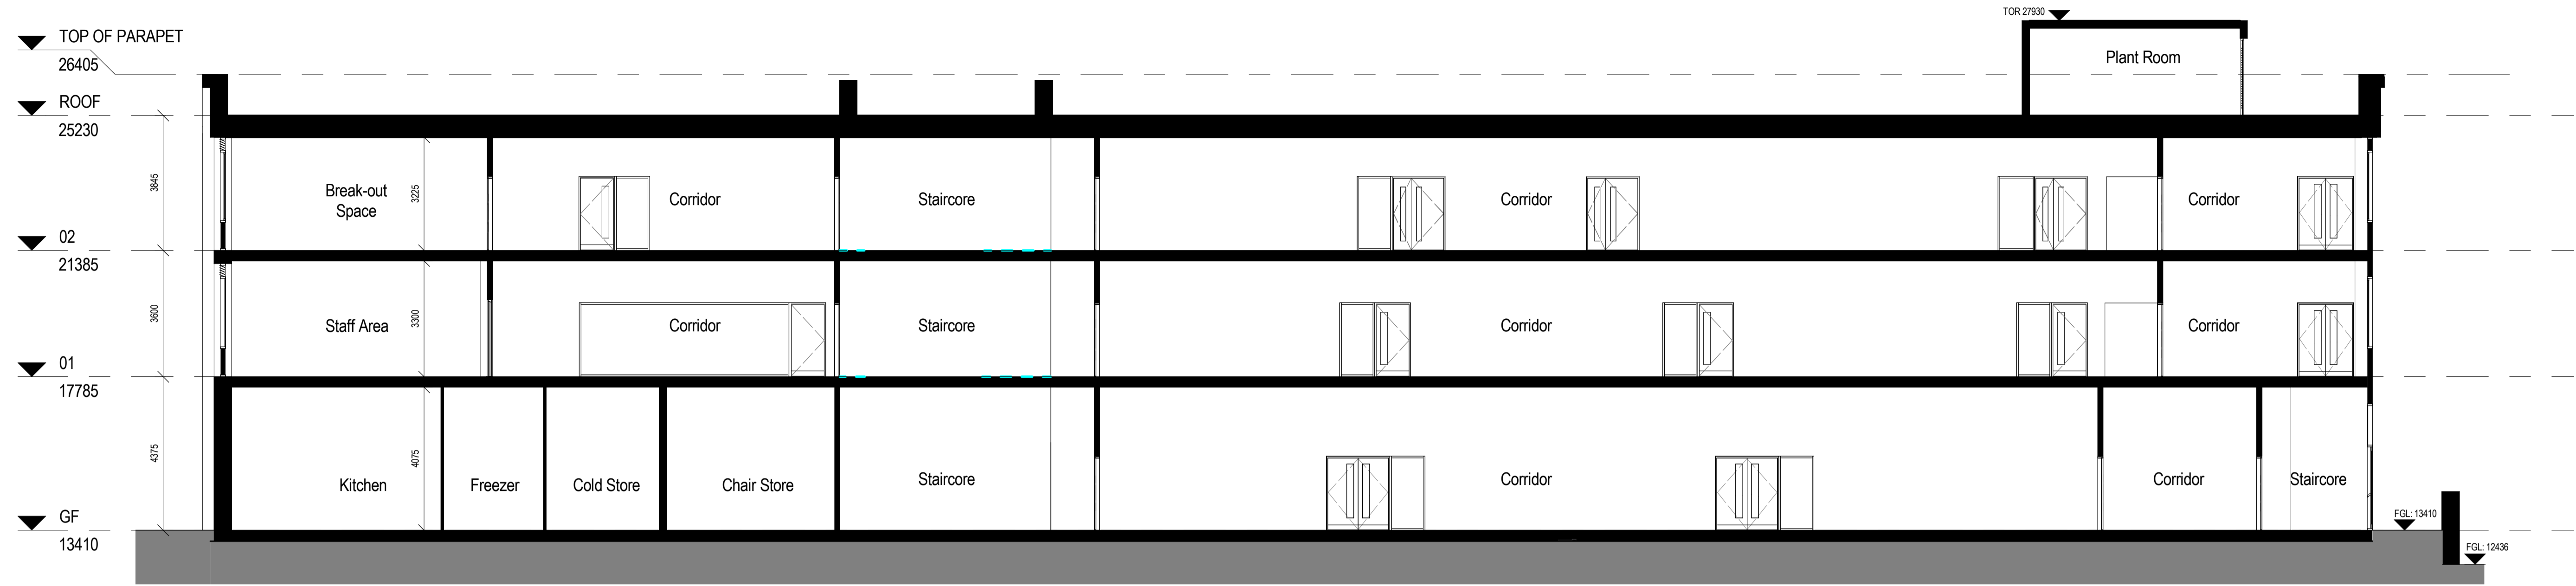 TOR 27930
TOP OF PARAPET
26405
Plant Room
ROOF
25230
3845
Break-out
Space
3225
Corridor
Staircore
Corridor
Corridor
02
21385
3600
Staff Area
3300
Corridor
Staircore
Corridor
Corridor
01
17785
4375
4075
Kitchen
Freezer
Cold Store
Chair Store
Staircore
Corridor
Corridor
Staircore
GF
13410
FGL: 13410
FGL: 12436